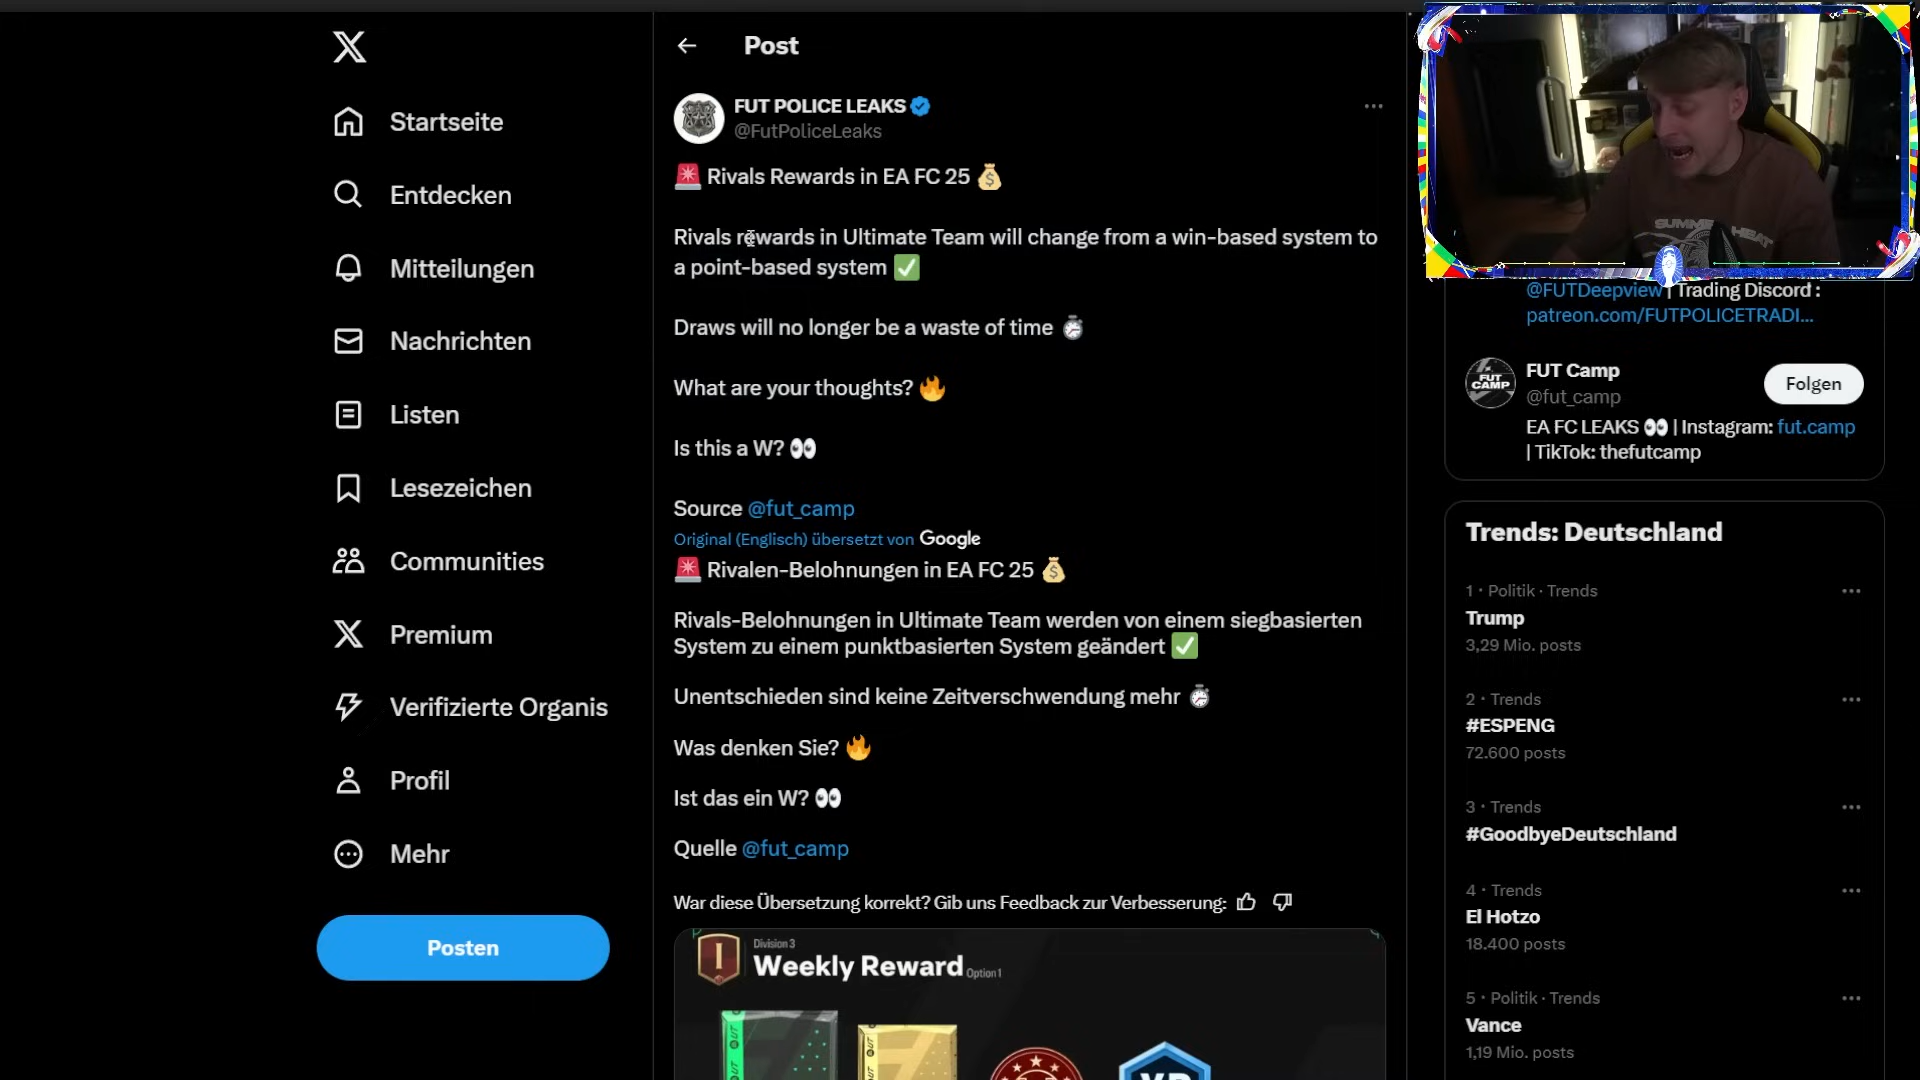 Startseite
Entdecken
Mitteilungen
Nachrichten
Listen
Lesezeichen
Communities
Premium
Verifizierte Organis
Profil
Mehr
Posten
Post
FUT POLICE LEAKS
@FutPoliceLeaks
Rivals Rewards in EA FC 25
Rivals rewards in Ultimate Team will change from a win-based system to
a point-based system
Draws will no longer be a waste of time
What are your thoughts?
Is this a W?
Source @fut_camp
Original (Englisch) übersetzt von Google
Rivalen-Belohnungen in EA FC 25
Rivals-Belohnungen in Ultimate Team werden von einem siegbasierten
System zu einem punktbasierten System geändert
Unentschieden sind keine Zeitverschwendung mehr
Was denken Sie?
Ist das ein W?
Quelle @fut_camp
War diese Übersetzung korrekt? Gib uns Feedback zur Verbesserung:
Division 3
Weekly Reward Option 1
@FUTDeepview | Trading Discord :
patreon.com/FUTPOLICETRADI...
FUT CAMP
FUT Camp
@fut_camp
Folgen
EA FC LEAKS | Instagram: fut.camp
| TikTok: thefutcamp
Trends: Deutschland
1 · Politik · Trends
Trump
3,29 Mio. posts
2 · Trends
#ESPENG
72.600 posts
3 · Trends
#GoodbyeDeutschland
4 · Trends
El Hotzo
18.400 posts
5 · Politik · Trends
Vance
1,19 Mio. posts